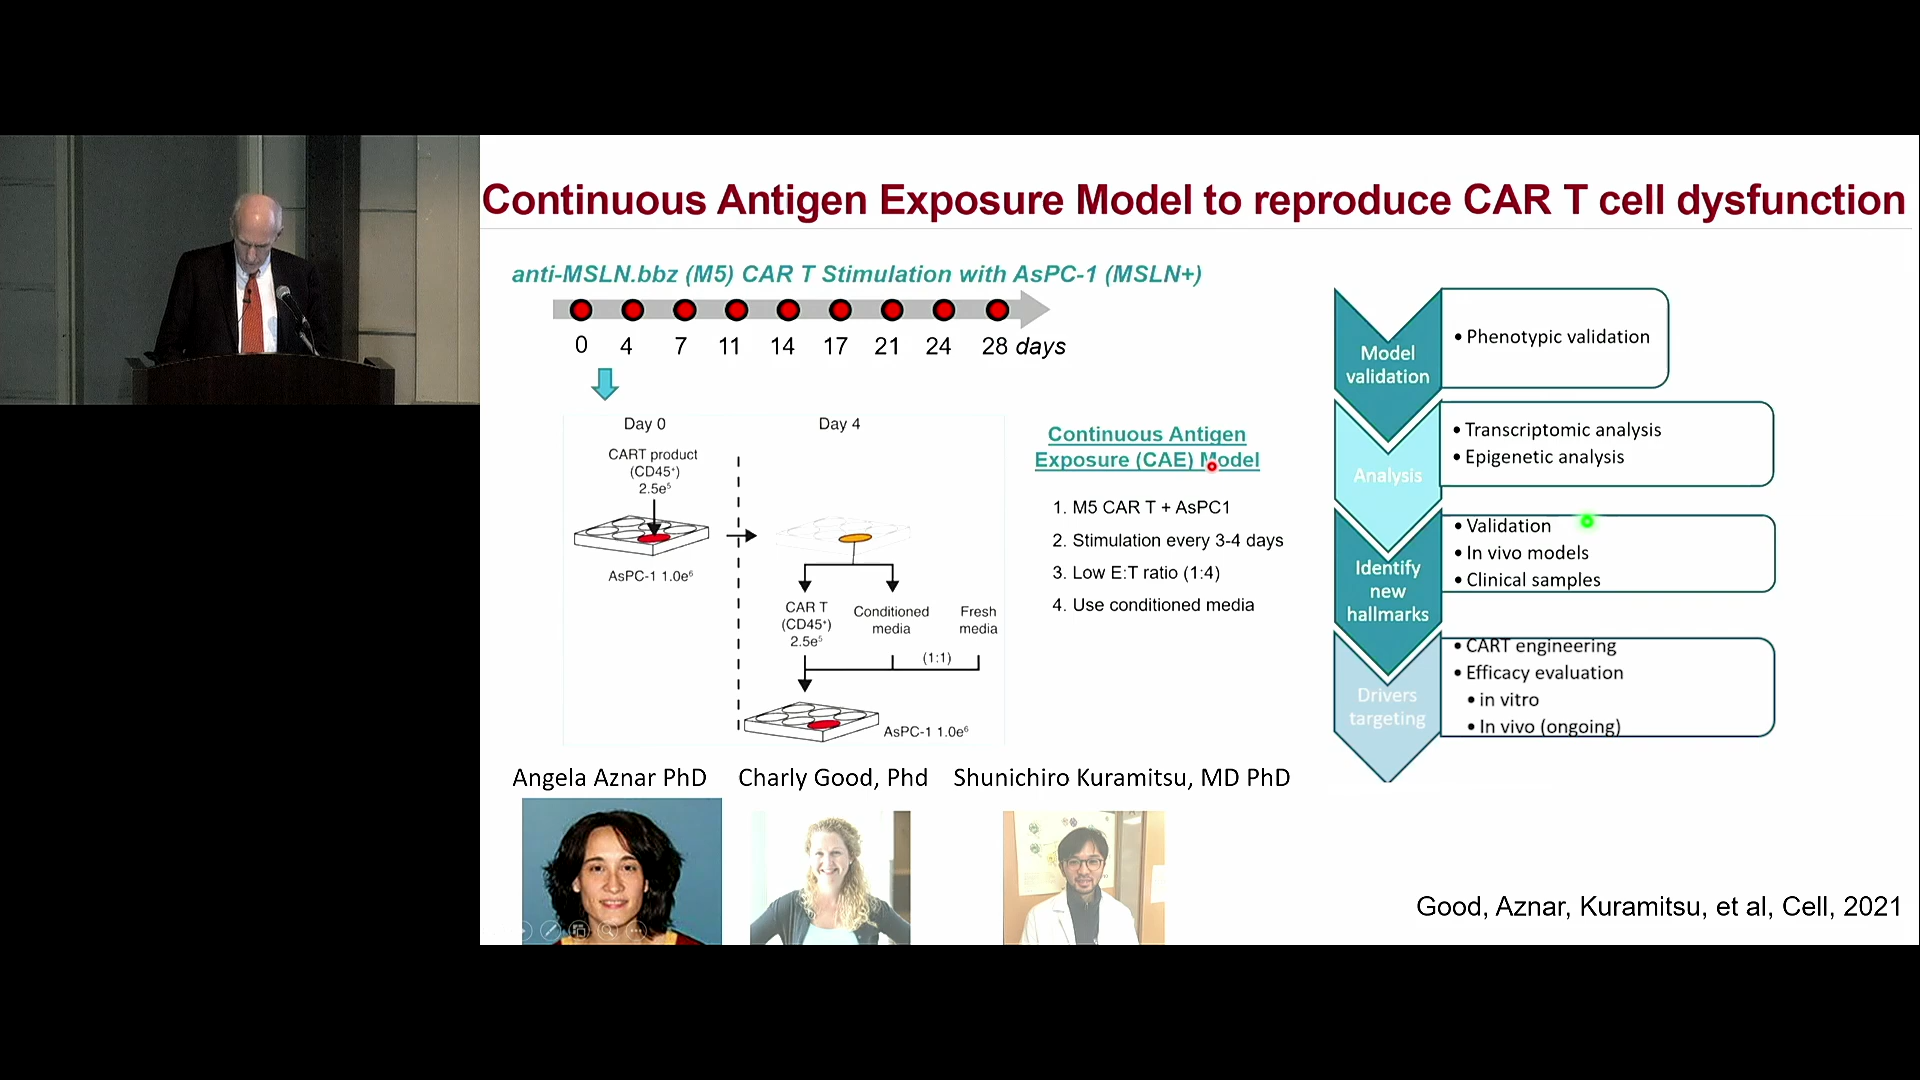 Continuous Antigen Exposure Model to reproduce CAR T cell dysfunction
anti-MSLN.bbz (M5) CAR T Stimulation with AsPC-1 (MSLN+)
0 4 7 11 14 17 21 24 28 days
Day 0
Day 4
CART product
(CD45⁺)
2.5e⁵
AsPC-1 1.0e⁶
CAR T
(CD45⁺)
2.5e⁵
Conditioned
media
Fresh
media
(1:1)
AsPC-1 1.0e⁶
Continuous Antigen
Exposure (CAE) Model
1. M5 CAR T + AsPC1
2. Stimulation every 3-4 days
3. Low E:T ratio (1:4)
4. Use conditioned media
Model
validation
• Phenotypic validation
Analysis
• Transcriptomic analysis
• Epigenetic analysis
Identify
new
hallmarks
• Validation
• In vivo models
• Clinical samples
Drivers
targeting
• CART engineering
• Efficacy evaluation
• in vitro
• In vivo (ongoing)
Angela Aznar PhD
Charly Good, Phd
Shunichiro Kuramitsu, MD PhD
Good, Aznar, Kuramitsu, et al, Cell, 2021